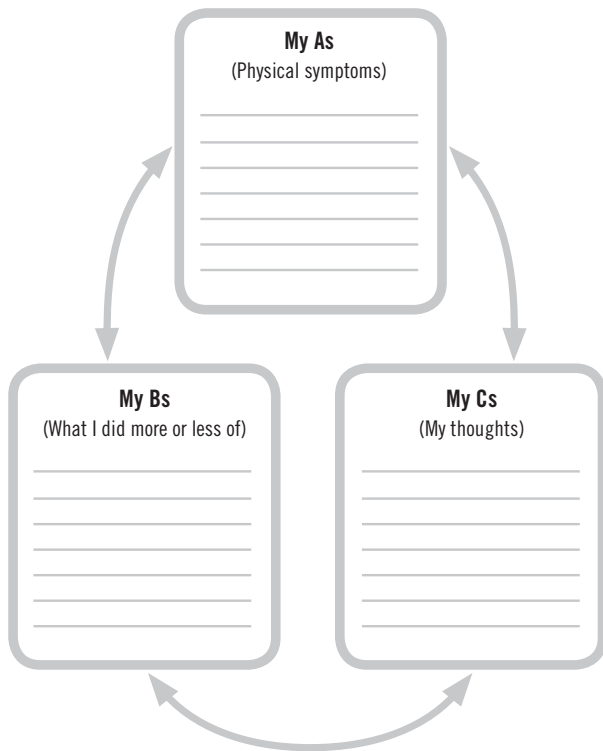 My As
(Physical symptoms)
My Bs
(What I did more or less of)
My Cs
(My thoughts)